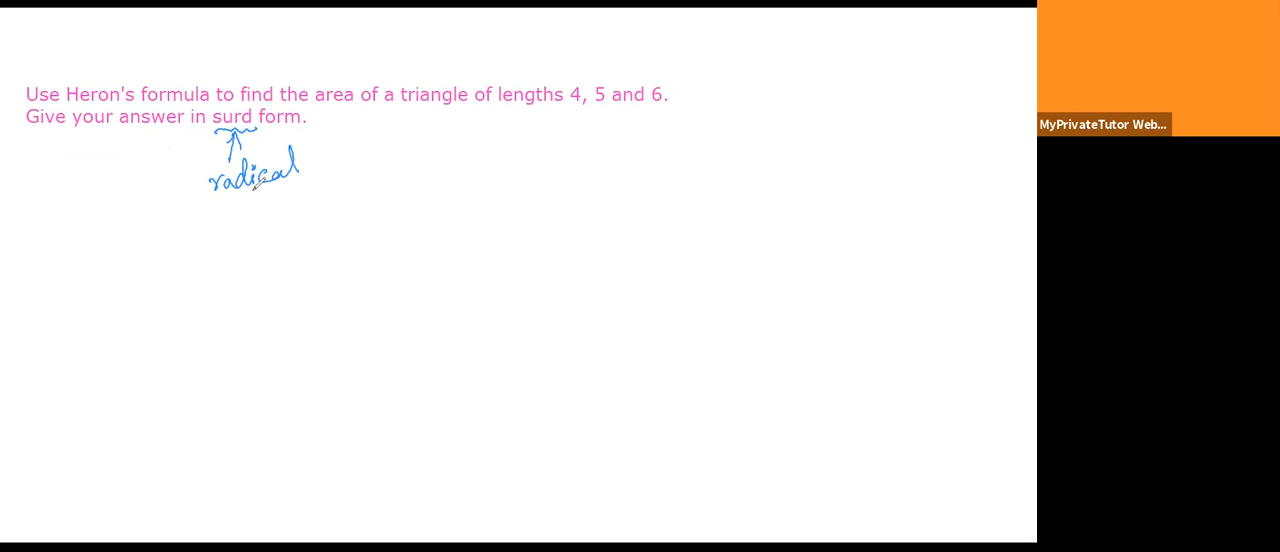 Use Heron's formula to find the area of a triangle of lengths 4, 5 and 6.
Give your answer in surd form.
radical
MyPrivateTutor Web...